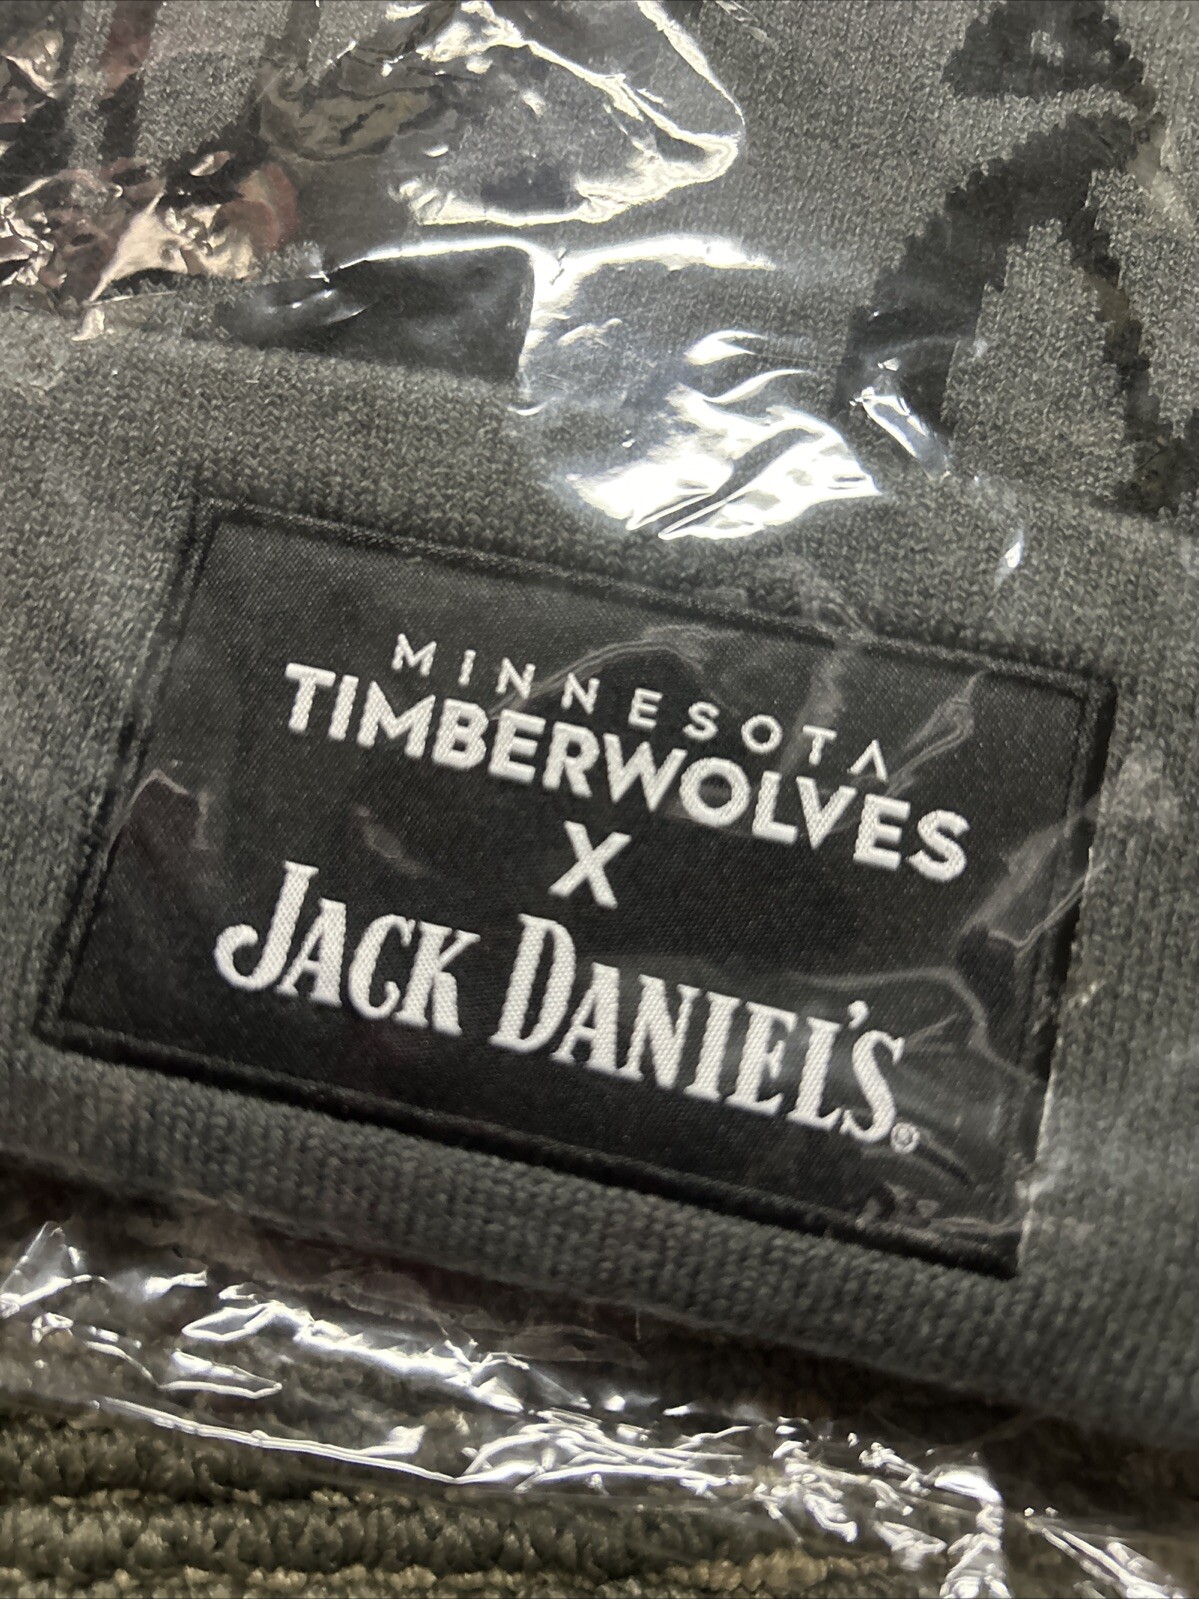 MINNESOTA
TIMBERWOLVES
X
JACK DANIEL'S®